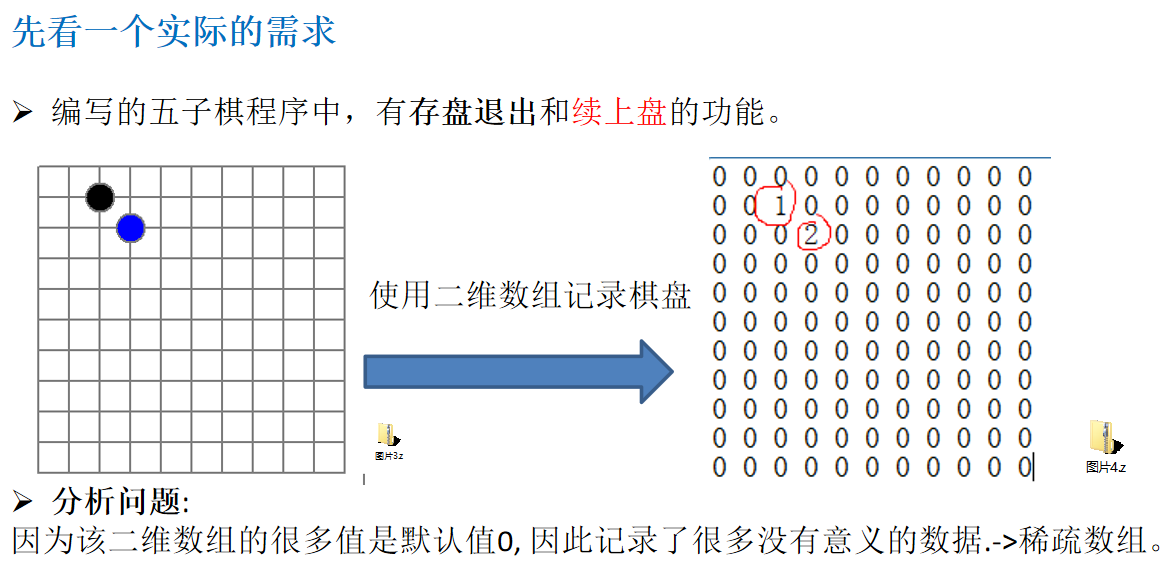 先看一个实际的需求
➢ 编写的五子棋程序中，有存盘退出和续上盘的功能。
使用二维数组记录棋盘
0 0 0 0 0 0 0 0 0 0 0
0 0 1 0 0 0 0 0 0 0 0
0 0 0 2 0 0 0 0 0 0 0
0 0 0 0 0 0 0 0 0 0 0
0 0 0 0 0 0 0 0 0 0 0
0 0 0 0 0 0 0 0 0 0 0
0 0 0 0 0 0 0 0 0 0 0
0 0 0 0 0 0 0 0 0 0 0
0 0 0 0 0 0 0 0 0 0 0
0 0 0 0 0 0 0 0 0 0 0
0 0 0 0 0 0 0 0 0 0 0
图片3.z
图片4.z
➢ 分析问题:
因为该二维数组的很多值是默认值0, 因此记录了很多没有意义的数据.->稀疏数组。